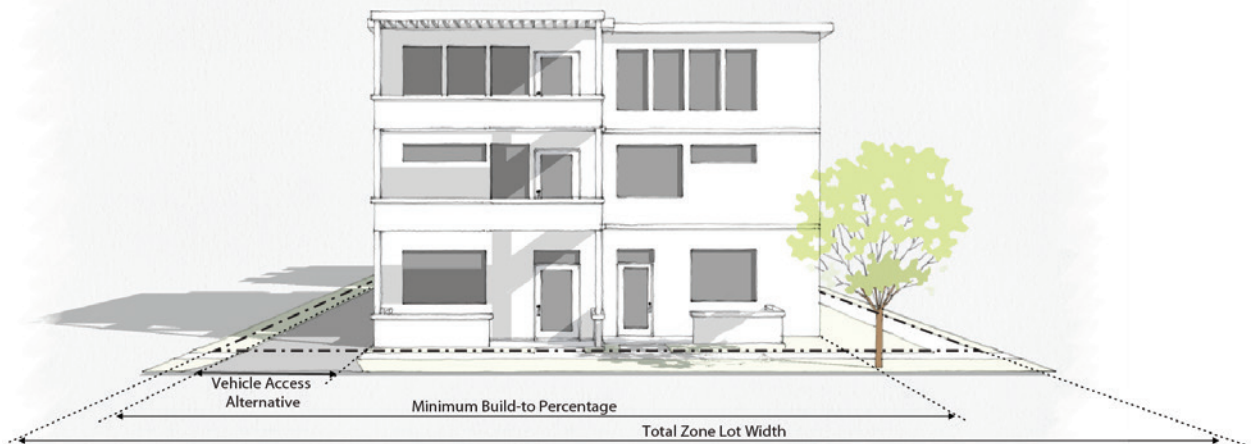 Vehicle Access
Alternative
Minimum Build-to Percentage
Total Zone Lot Width